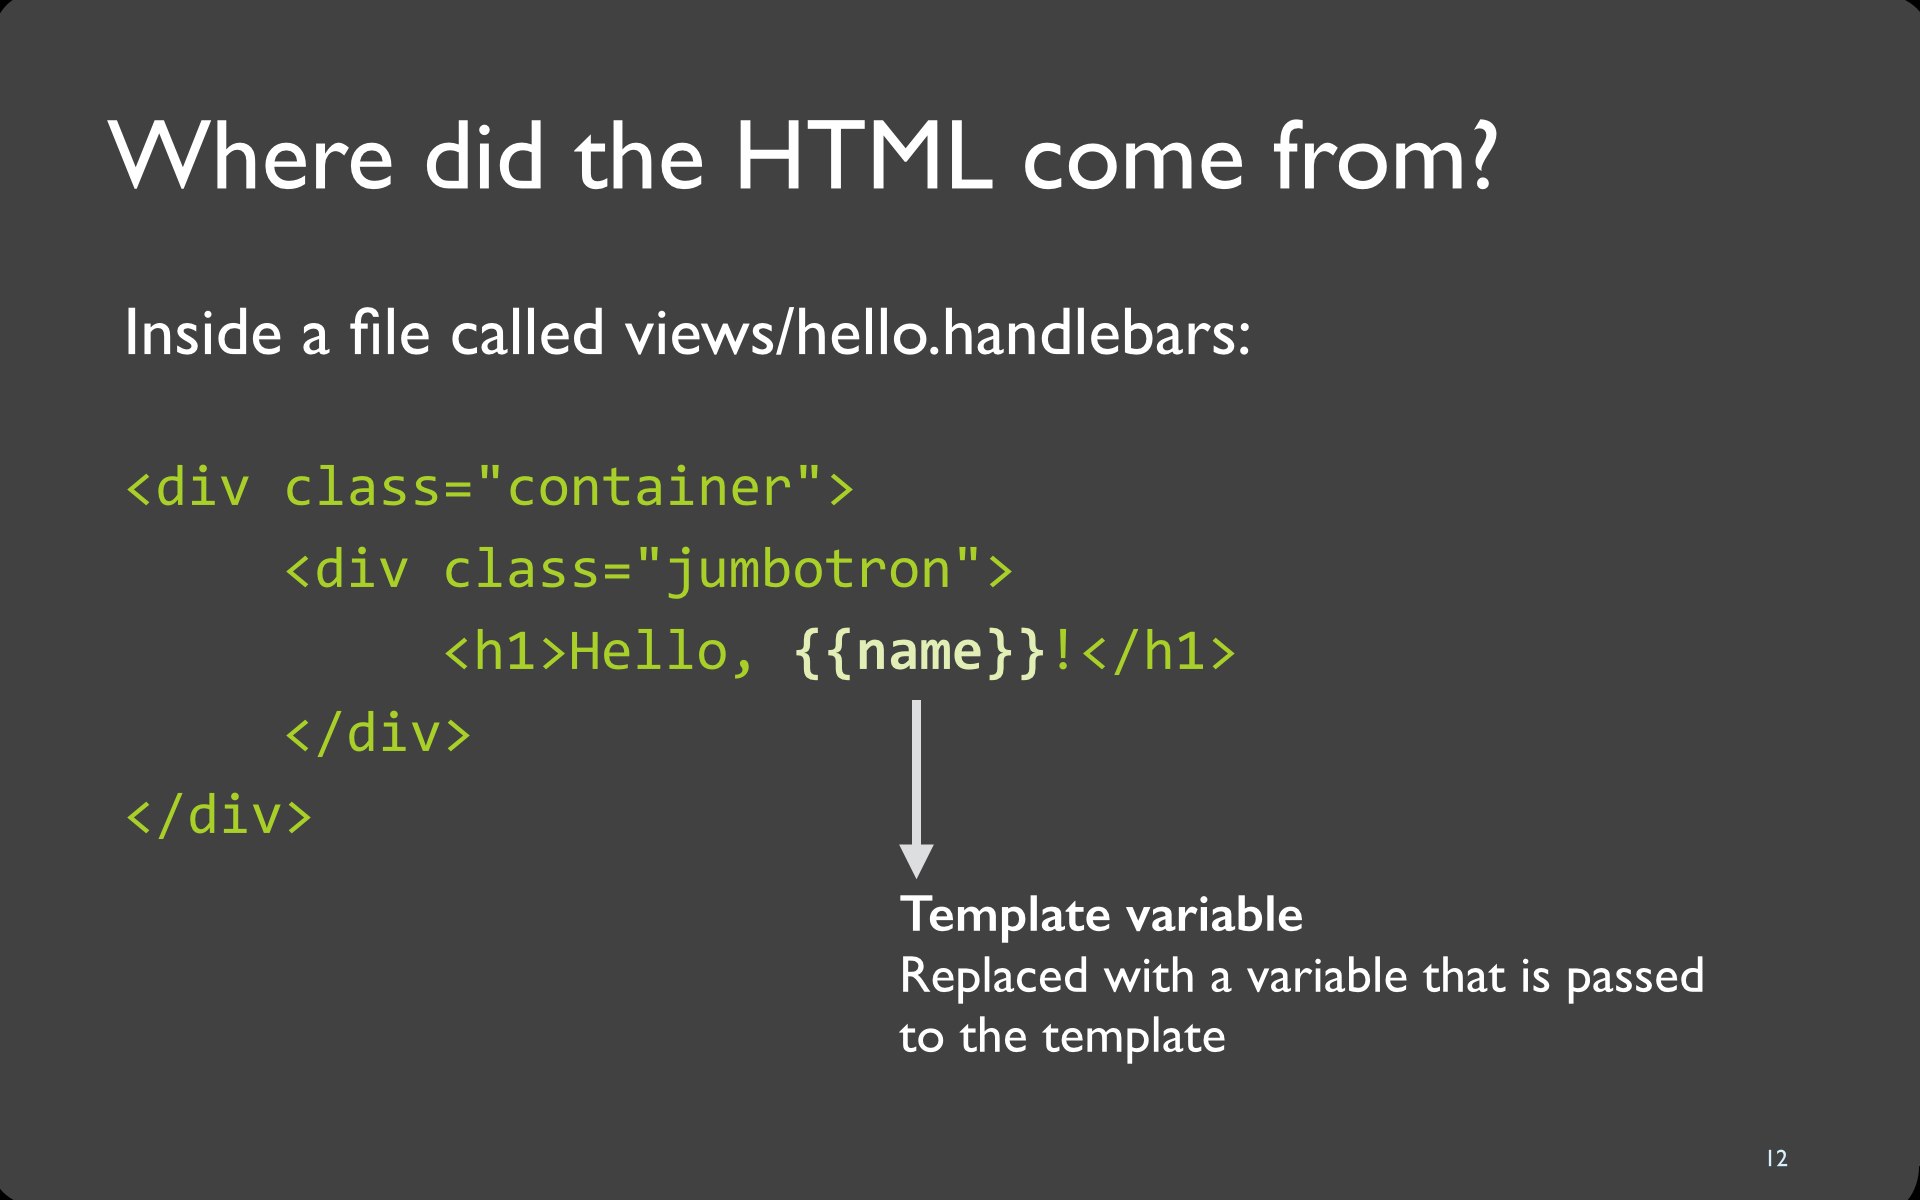 Where did the HTML come from?
Inside a file called views/hello.handlebars:
<div class="container">
<div class="jumbotron">
<h1>Hello, {{name}}!</h1>
</div>
</div>
Template variable
Replaced with a variable that is passed
to the template
12